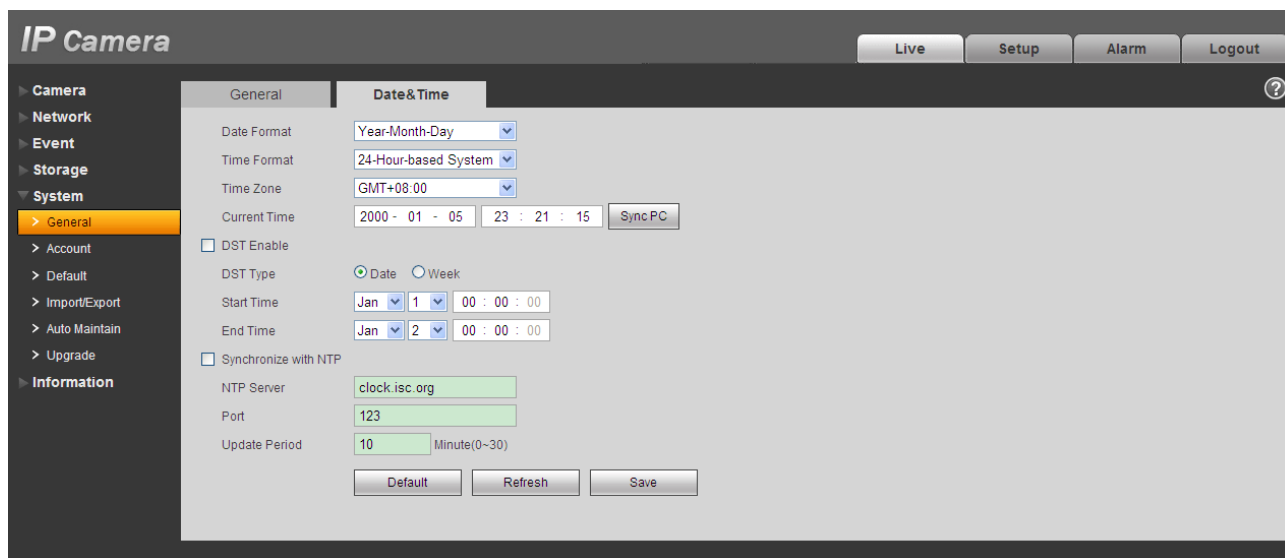 IP Camera
Live Setup Alarm Logout
?
Camera
Network
Event
Storage
System
> General
> Account
> Default
> Import/Export
> Auto Maintain
> Upgrade
Information
General Date&Time
Date Format Year-Month-Day
Time Format 24-Hour-based System
Time Zone GMT+08:00
Current Time 2000 - 01 - 05 23 : 21 : 15 Sync PC
DST Enable
DST Type Date Week
Start Time Jan 1 00 : 00 : 00
End Time Jan 2 00 : 00 : 00
Synchronize with NTP
NTP Server clock.isc.org
Port 123
Update Period 10 Minute(0~30)
Default Refresh Save